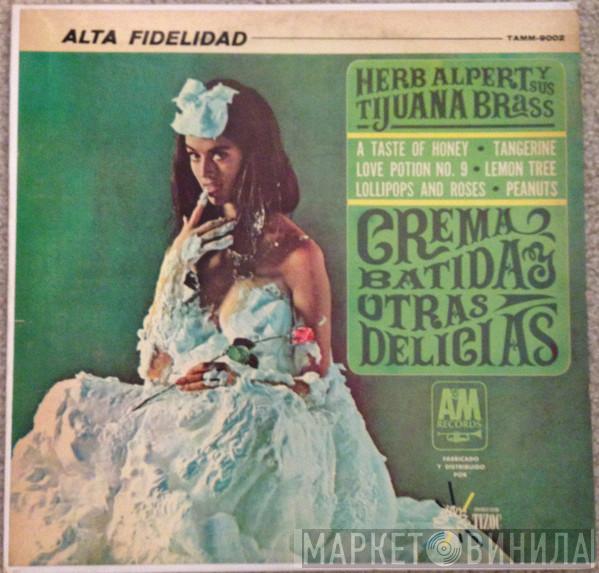 ALTA FIDELIDAD
TAMM-9002
HERB ALPERT Y SUS
TIJUANA BRASS
A TASTE OF HONEY • TANGERINE
LOVE POTION NO. 9 • LEMON TREE
LOLLIPOPS AND ROSES • PEANUTS
CREMA
BATIDA Y
OTRAS
DELICIAS
A&M
RECORDS
FABRICADO
Y DISTRIBUIDO
POR
TIZOC
МАРКЕТ ВИНИЛА